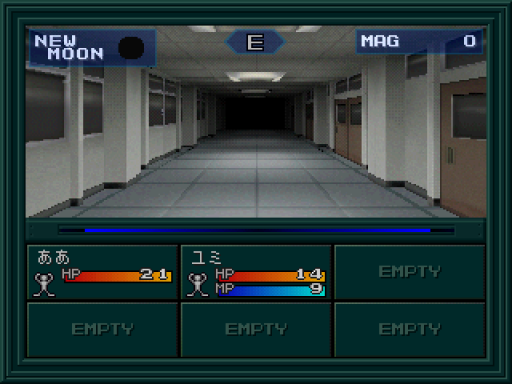 NEW
MOON
E
MAG 0
ああ
HP 21
ユミ
HP 14
MP 9
EMPTY
EMPTY
EMPTY
EMPTY